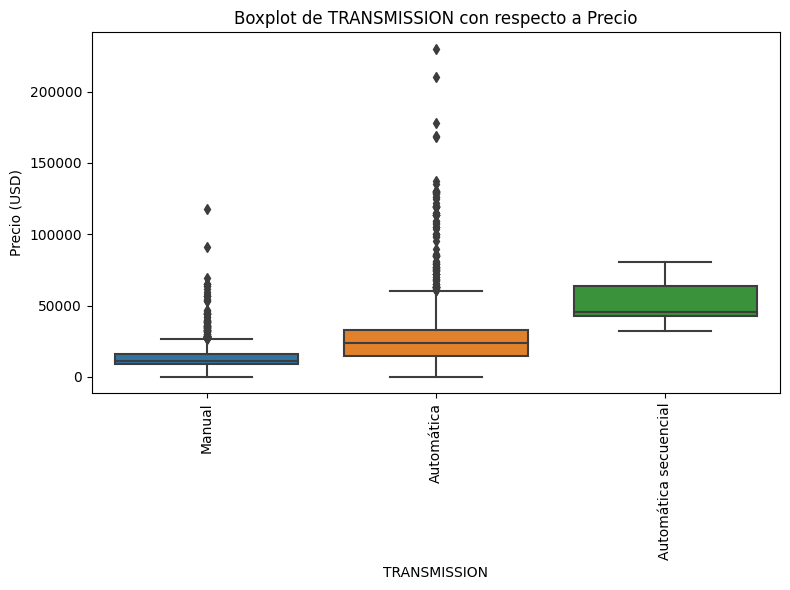 Boxplot de TRANSMISSION con respecto a Precio
Precio (USD)
200000
150000
100000
50000
0
Manual
Automática
Automática secuencial
TRANSMISSION